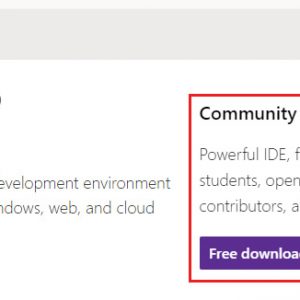 Community
Powerful IDE, f
students, open
contributors, a
Free download
evelopment environment
ndows, web, and cloud